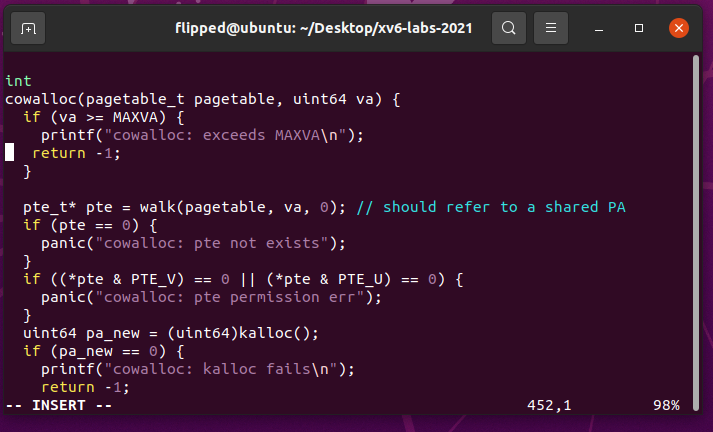 flipped@ubuntu: ~/Desktop/xv6-labs-2021
int
cowalloc(pagetable_t pagetable, uint64 va) {
  if (va >= MAXVA) {
    printf("cowalloc: exceeds MAXVA\n");
   return -1;
  }
  pte_t* pte = walk(pagetable, va, 0); // should refer to a shared PA
  if (pte == 0) {
    panic("cowalloc: pte not exists");
  }
  if ((*pte & PTE_V) == 0 || (*pte & PTE_U) == 0) {
    panic("cowalloc: pte permission err");
  }
  uint64 pa_new = (uint64)kalloc();
  if (pa_new == 0) {
    printf("cowalloc: kalloc fails\n");
    return -1;
-- INSERT -- 452,1 98%